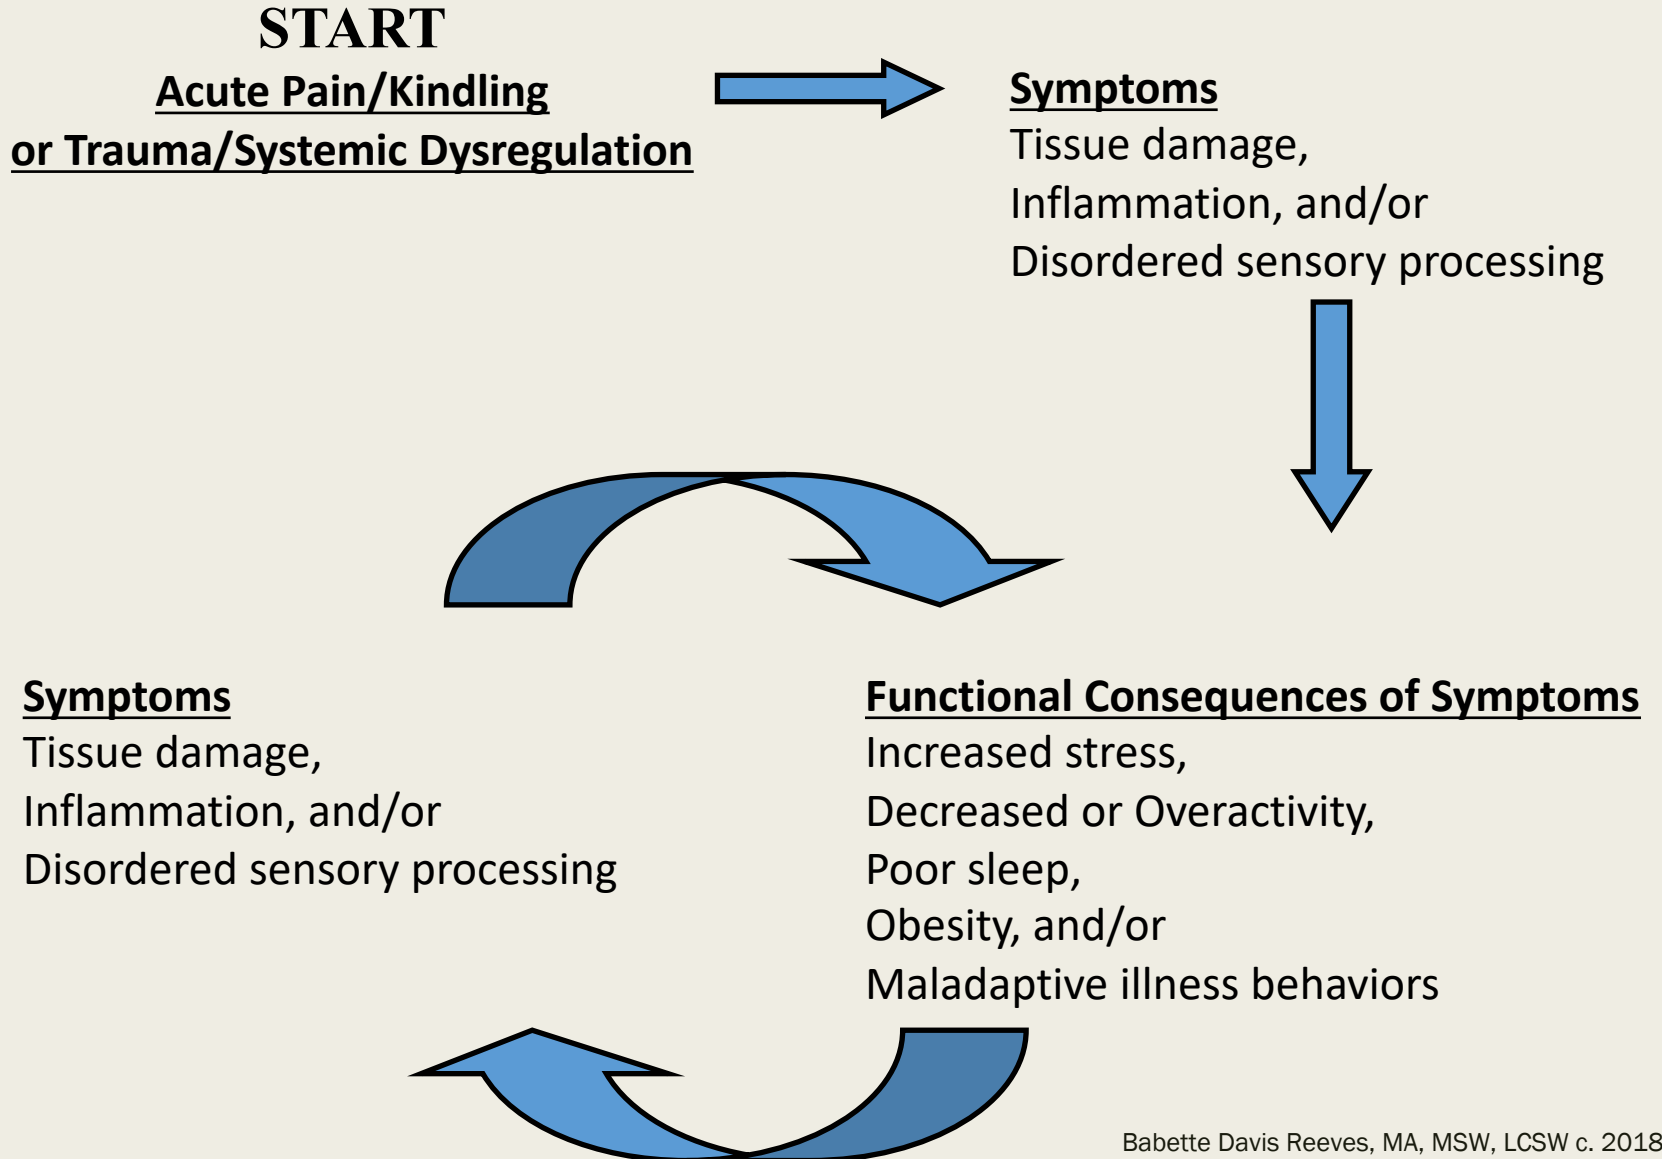 START
Acute Pain/Kindling
or Trauma/Systemic Dysregulation
Symptoms
Tissue damage,
Inflammation, and/or
Disordered sensory processing
Symptoms
Tissue damage,
Inflammation, and/or
Disordered sensory processing
Functional Consequences of Symptoms
Increased stress,
Decreased or Overactivity,
Poor sleep,
Obesity, and/or
Maladaptive illness behaviors
Babette Davis Reeves, MA, MSW, LCSW c. 2018